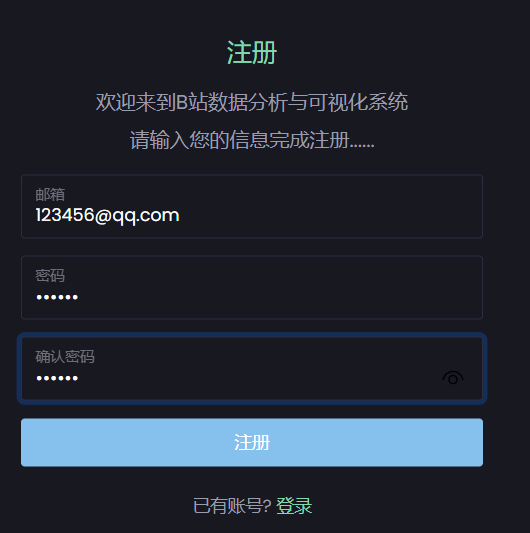 注册
欢迎来到B站数据分析与可视化系统
请输入您的信息完成注册......
邮箱
123456@qq.com
密码
••••••
确认密码
••••••
注册
已有账号? 登录